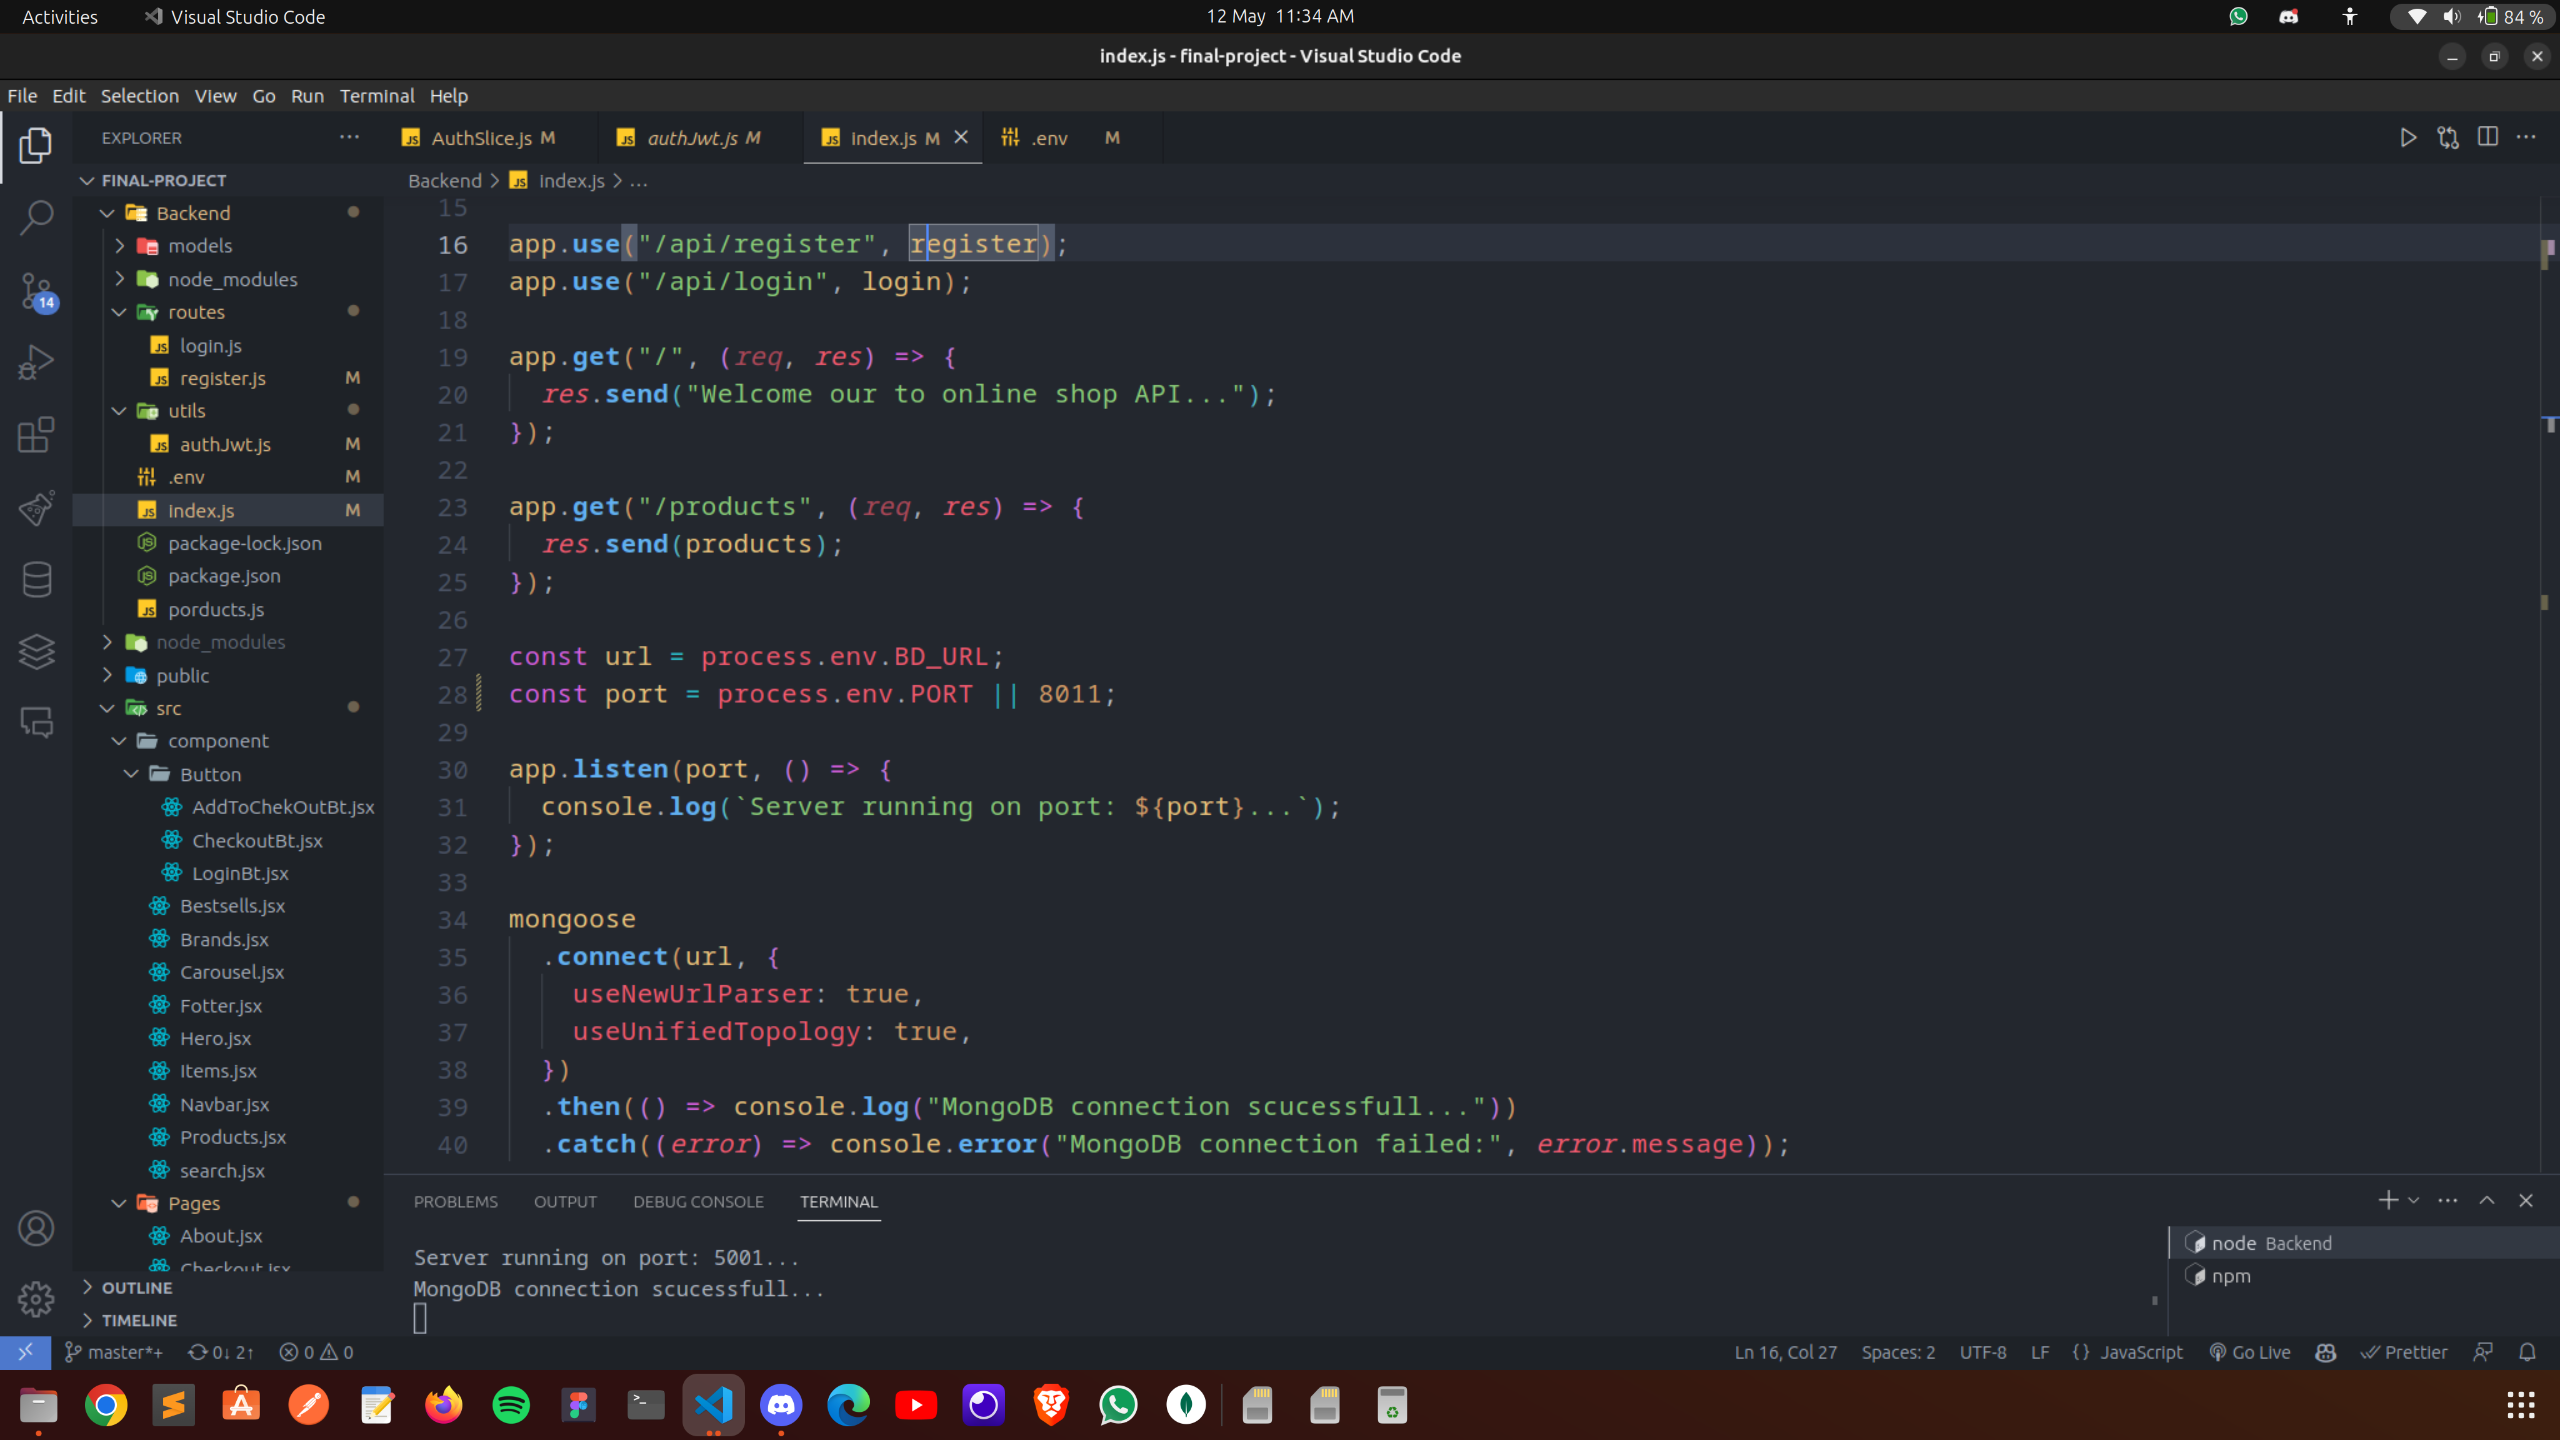 Activities
Visual Studio Code
12 May 11:34 AM
84 %
index.js - final-project - Visual Studio Code
File Edit Selection View Go Run Terminal Help
EXPLORER
AuthSlice.js M
authJwt.js M
index.js M
.env M
FINAL-PROJECT
Backend > index.js > ...
Backend
models
node_modules
routes
login.js
register.js M
utils
authJwt.js M
.env M
index.js M
package-lock.json
package.json
porducts.js
node_modules
public
src
component
Button
AddToChekOutBt.jsx
CheckoutBt.jsx
LoginBt.jsx
Bestsells.jsx
Brands.jsx
Carousel.jsx
Fotter.jsx
Hero.jsx
Items.jsx
Navbar.jsx
Products.jsx
search.jsx
Pages
About.jsx
Checkout.jsx
OUTLINE
TIMELINE
14
15
16 app.use("/api/register", register);
17 app.use("/api/login", login);
18
19 app.get("/", (req, res) => {
20 res.send("Welcome our to online shop API...");
21 });
22
23 app.get("/products", (req, res) => {
24 res.send(products);
25 });
26
27 const url = process.env.BD_URL;
28 const port = process.env.PORT || 8011;
29
30 app.listen(port, () => {
31 console.log(`Server running on port: ${port}...`);
32 });
33
34 mongoose
35 .connect(url, {
36 useNewUrlParser: true,
37 useUnifiedTopology: true,
38 })
39 .then(() => console.log("MongoDB connection scucessfull..."))
40 .catch((error) => console.error("MongoDB connection failed:", error.message));
PROBLEMS OUTPUT DEBUG CONSOLE TERMINAL
Server running on port: 5001...
MongoDB connection scucessfull...
node Backend
npm
master*+ 0↓ 2↑ 0 0
Ln 16, Col 27 Spaces: 2 UTF-8 LF {} JavaScript Go Live Prettier